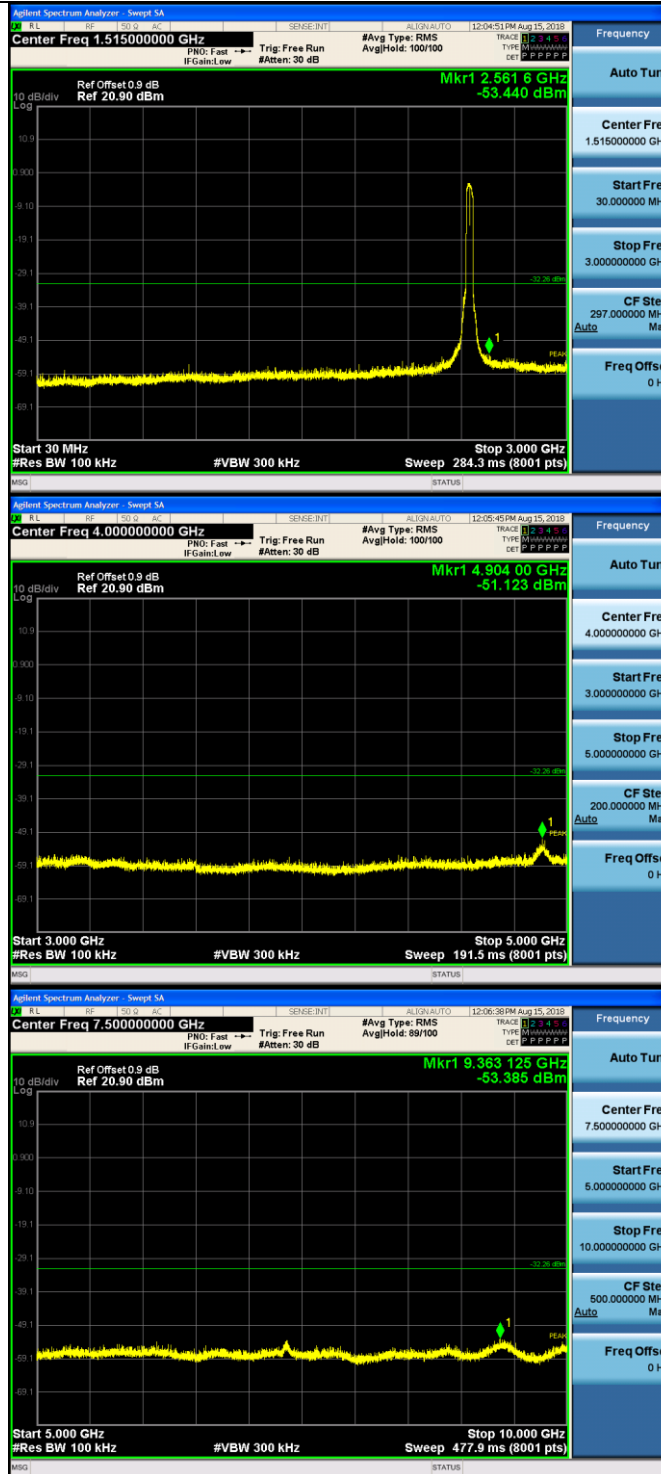 Agilent Spectrum Analyzer - Swept SA
RL RF 50 Ω AC SENSE:INT ALIGN AUTO 12:04:51 PM Aug 15, 2018
Center Freq 1.515000000 GHz #Avg Type: RMS TRACE 1 2 3 4 5 6
PNO: Fast Trig: Free Run Avg|Hold: 100/100 TYPE M
IFGain:Low #Atten: 30 dB DET P P P P P P
Mkr1 2.561 6 GHz
-53.440 dBm
Ref Offset 0.9 dB
10 dB/div Ref 20.90 dBm
Log
10.9
0.900
-9.10
-19.1
-29.1
-32.26 dBm
-39.1
-49.1
1
PEAK
-59.1
-69.1
Start 30 MHz Stop 3.000 GHz
#Res BW 100 kHz #VBW 300 kHz Sweep 284.3 ms (8001 pts)
MSG STATUS
Frequency
Auto Tun
Center Fre
1.515000000 GH
Start Fre
30.000000 MH
Stop Fre
3.000000000 GH
CF Ste
297.000000 MH
Auto Ma
Freq Offse
0 H
Agilent Spectrum Analyzer - Swept SA
RL RF 50 Ω AC SENSE:INT ALIGN AUTO 12:05:45 PM Aug 15, 2018
Center Freq 4.000000000 GHz #Avg Type: RMS TRACE 1 2 3 4 5 6
PNO: Fast Trig: Free Run Avg|Hold: 100/100 TYPE M
IFGain:Low #Atten: 30 dB DET P P P P P P
Mkr1 4.904 00 GHz
-51.123 dBm
Ref Offset 0.9 dB
10 dB/div Ref 20.90 dBm
Log
10.9
0.900
-9.10
-19.1
-29.1
-32.26 dBm
-39.1
-49.1
1
PEAK
-59.1
-69.1
Start 3.000 GHz Stop 5.000 GHz
#Res BW 100 kHz #VBW 300 kHz Sweep 191.5 ms (8001 pts)
MSG STATUS
Frequency
Auto Tun
Center Fre
4.000000000 GH
Start Fre
3.000000000 GH
Stop Fre
5.000000000 GH
CF Ste
200.000000 MH
Auto Ma
Freq Offse
0 H
Agilent Spectrum Analyzer - Swept SA
RL RF 50 Ω AC SENSE:INT ALIGN AUTO 12:06:38 PM Aug 15, 2018
Center Freq 7.500000000 GHz #Avg Type: RMS TRACE 1 2 3 4 5 6
PNO: Fast Trig: Free Run Avg|Hold: 89/100 TYPE M
IFGain:Low #Atten: 30 dB DET P P P P P P
Mkr1 9.363 125 GHz
-53.385 dBm
Ref Offset 0.9 dB
10 dB/div Ref 20.90 dBm
Log
10.9
0.900
-9.10
-19.1
-29.1
-32.26 dBm
-39.1
-49.1
1
PEAK
-59.1
-69.1
Start 5.000 GHz Stop 10.000 GHz
#Res BW 100 kHz #VBW 300 kHz Sweep 477.9 ms (8001 pts)
MSG STATUS
Frequency
Auto Tun
Center Fre
7.500000000 GH
Start Fre
5.000000000 GH
Stop Fre
10.000000000 GH
CF Ste
500.000000 MH
Auto Ma
Freq Offse
0 H